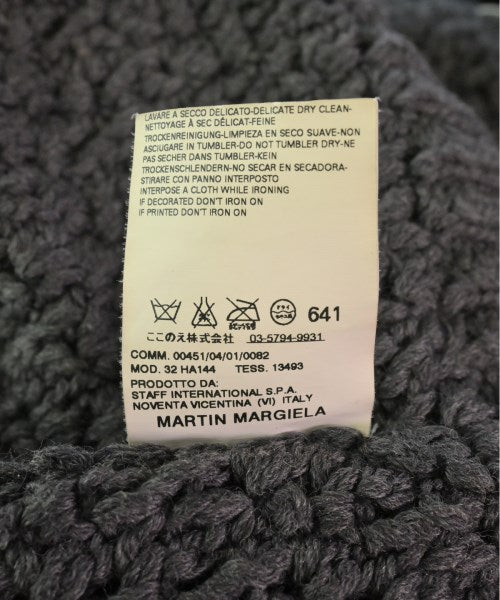 LAVARE A SECCO DELICATO-DELICATE DRY CLEAN-
NETTOYAGE À SEC DÉLICAT-FEINE
TROCKENREINIGUNG-LIMPIEZA EN SECO SUAVE-NON
ASCIUGARE IN TUMBLER-DO NOT TUMBLER DRY-NE
PAS SECHER DANS TUMBLER-KEIN
TROCKENSCHLENDERN-NO SECAR EN SECADORA-
STIRARE CON PANNO INTERPOSTO
INTERPOSE A CLOTH WHILE IRONING
IF DECORATED DON'T IRON ON
IF PRINTED DON'T IRON ON
ドライ
641
ここのえ株式会社 03-5794-9931
COMM. 00451/04/01/0082
MOD. 32 HA144 TESS. 13493
PRODOTTO DA:
STAFF INTERNATIONAL S.P.A.
NOVENTA VICENTINA (VI) ITALY
MARTIN MARGIELA